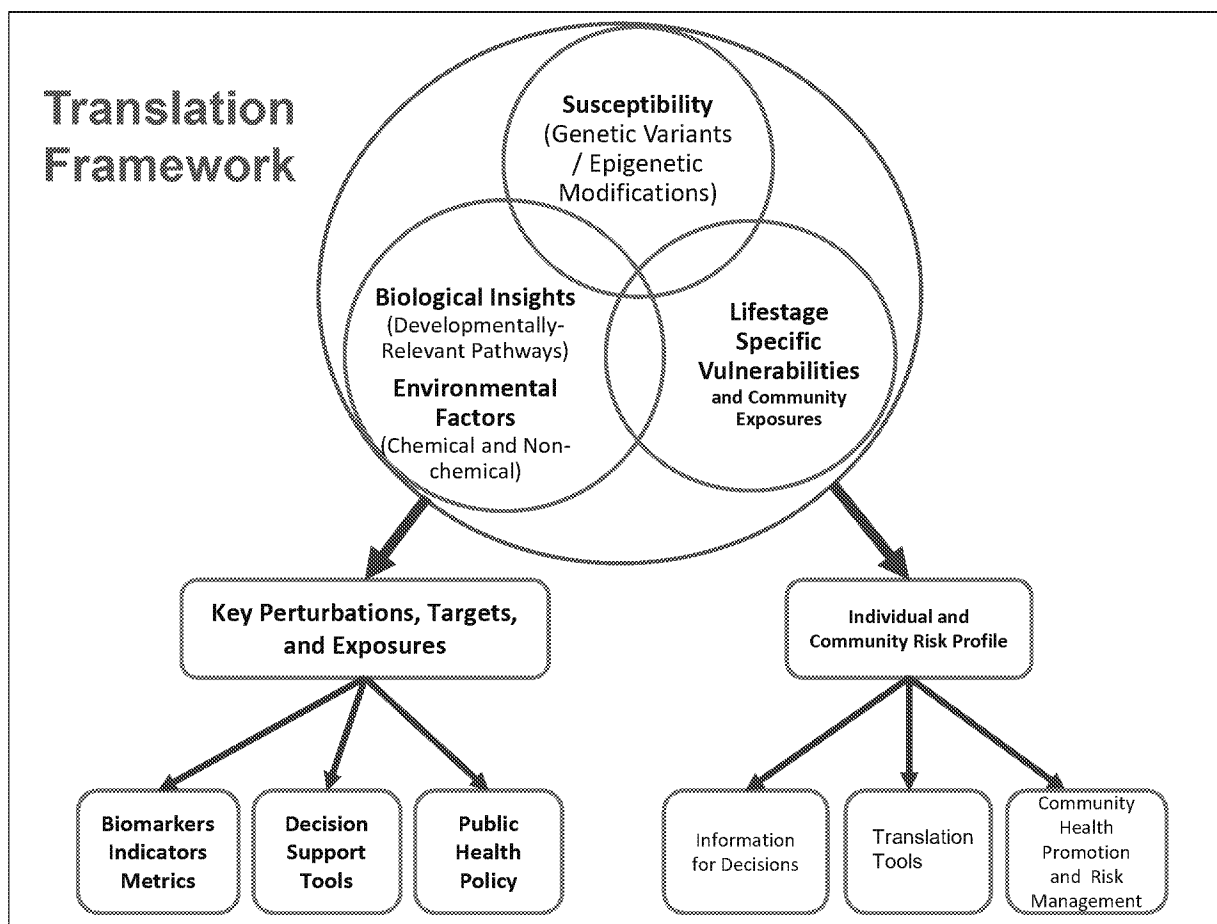 Translation
Framework
Susceptibility
(Genetic Variants
/ Epigenetic
Modifications)
Biological Insights
(Developmentally-
Relevant Pathways)
Environmental
Factors
(Chemical and Non-
chemical)
Lifestage
Specific
Vulnerabilities
and Community
Exposures
Key Perturbations, Targets,
and Exposures
Individual and
Community Risk Profile
Biomarkers
Indicators
Metrics
Decision
Support
Tools
Public
Health
Policy
Information
for Decisions
Translation
Tools
Community
Health
Promotion
and Risk
Management